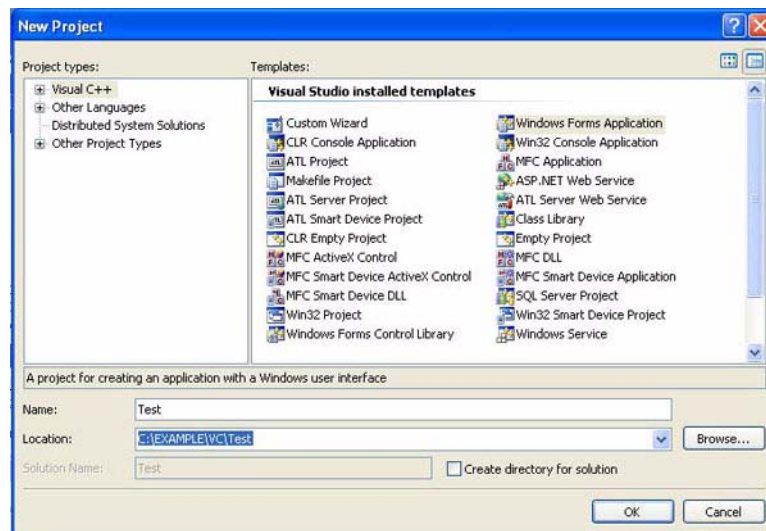 New Project
Project types:
Templates:
Visual C++
Other Languages
Distributed System Solutions
Other Project Types
Visual Studio installed templates
Custom Wizard
Windows Forms Application
CLR Console Application
Win32 Console Application
ATL Project
MFC Application
Makefile Project
ASP.NET Web Service
ATL Server Project
ATL Server Web Service
ATL Smart Device Project
Class Library
CLR Empty Project
Empty Project
MFC ActiveX Control
MFC DLL
MFC Smart Device ActiveX Control
MFC Smart Device Application
MFC Smart Device DLL
SQL Server Project
Win32 Project
Win32 Smart Device Project
Windows Forms Control Library
Windows Service
A project for creating an application with a Windows user interface
Name:
Test
Location:
C:\EXAMPLE\VC\Test
Browse...
Solution Name:
Test
Create directory for solution
OK
Cancel